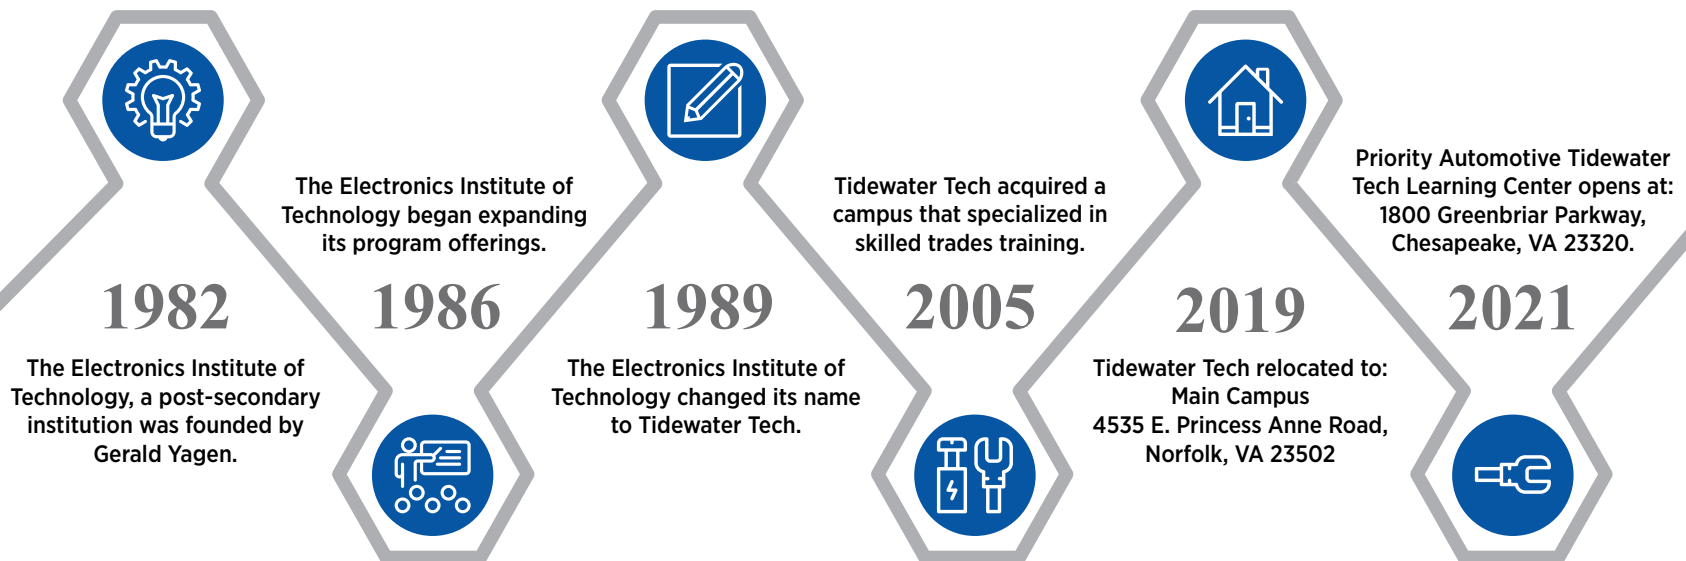 1982
The Electronics Institute of
Technology, a post-secondary
institution was founded by
Gerald Yagen.
The Electronics Institute of
Technology began expanding
its program offerings.
1986
1989
The Electronics Institute of
Technology changed its name
to Tidewater Tech.
Tidewater Tech acquired a
campus that specialized in
skilled trades training.
2005
2019
Tidewater Tech relocated to:
Main Campus
4535 E. Princess Anne Road,
Norfolk, VA 23502
Priority Automotive Tidewater
Tech Learning Center opens at:
1800 Greenbriar Parkway,
Chesapeake, VA 23320.
2021